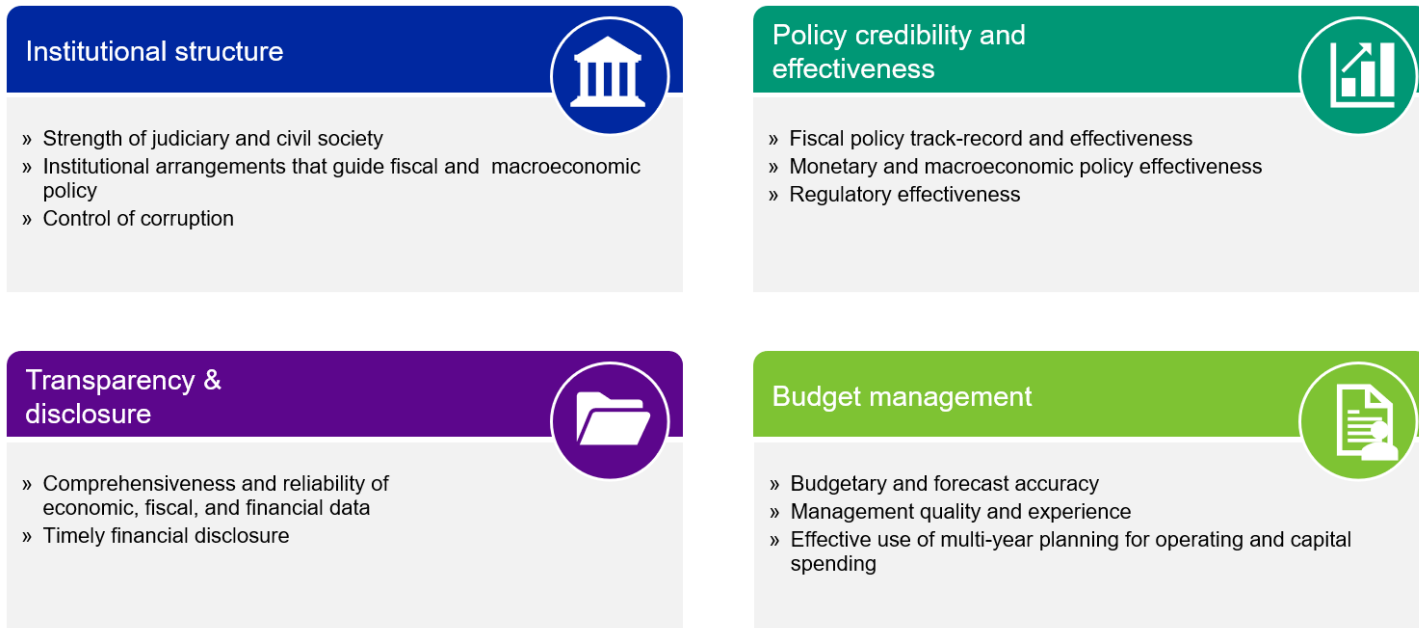 Institutional structure
» Strength of judiciary and civil society
» Institutional arrangements that guide fiscal and macroeconomic
policy
» Control of corruption
Policy credibility and
effectiveness
» Fiscal policy track-record and effectiveness
» Monetary and macroeconomic policy effectiveness
» Regulatory effectiveness
Transparency &
disclosure
» Comprehensiveness and reliability of
economic, fiscal, and financial data
» Timely financial disclosure
Budget management
» Budgetary and forecast accuracy
» Management quality and experience
» Effective use of multi-year planning for operating and capital
spending